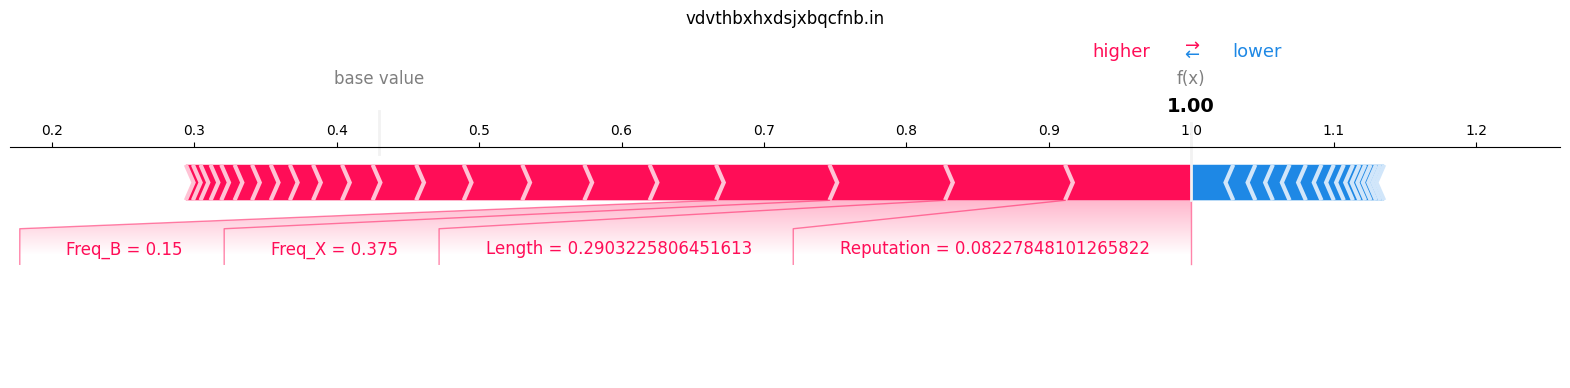 vdvthbxhxdsjxbqcfnb.in
higher ⇄ lower
base value f(x)
1.00
0.2 0.3 0.4 0.5 0.6 0.7 0.8 0.9 1.0 1.1 1.2
Freq_B = 0.15 Freq_X = 0.375 Length = 0.2903225806451613 Reputation = 0.08227848101265822